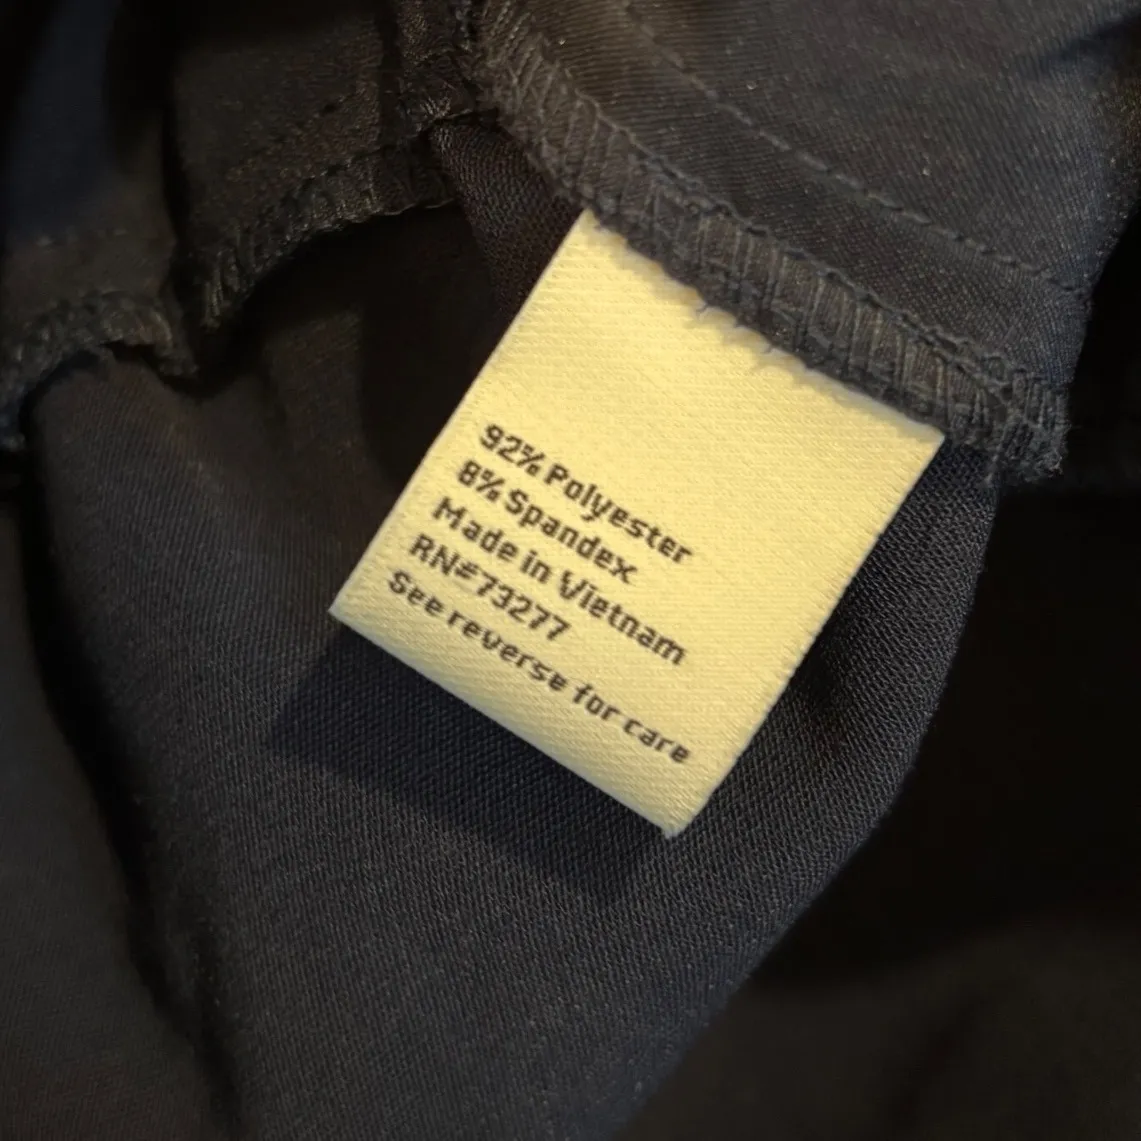 92% Polyester
8% Spandex
Made in Vietnam
RN#73277
See reverse for care